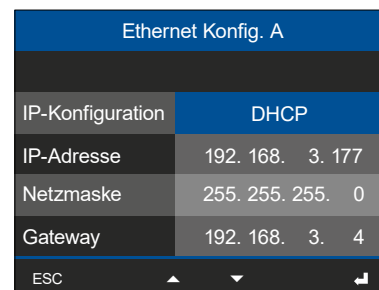 Ethernet Konfig. A
IP-Konfiguration DHCP
IP-Adresse 192. 168. 3. 177
Netzmaske 255. 255. 255. 0
Gateway 192. 168. 3. 4
ESC